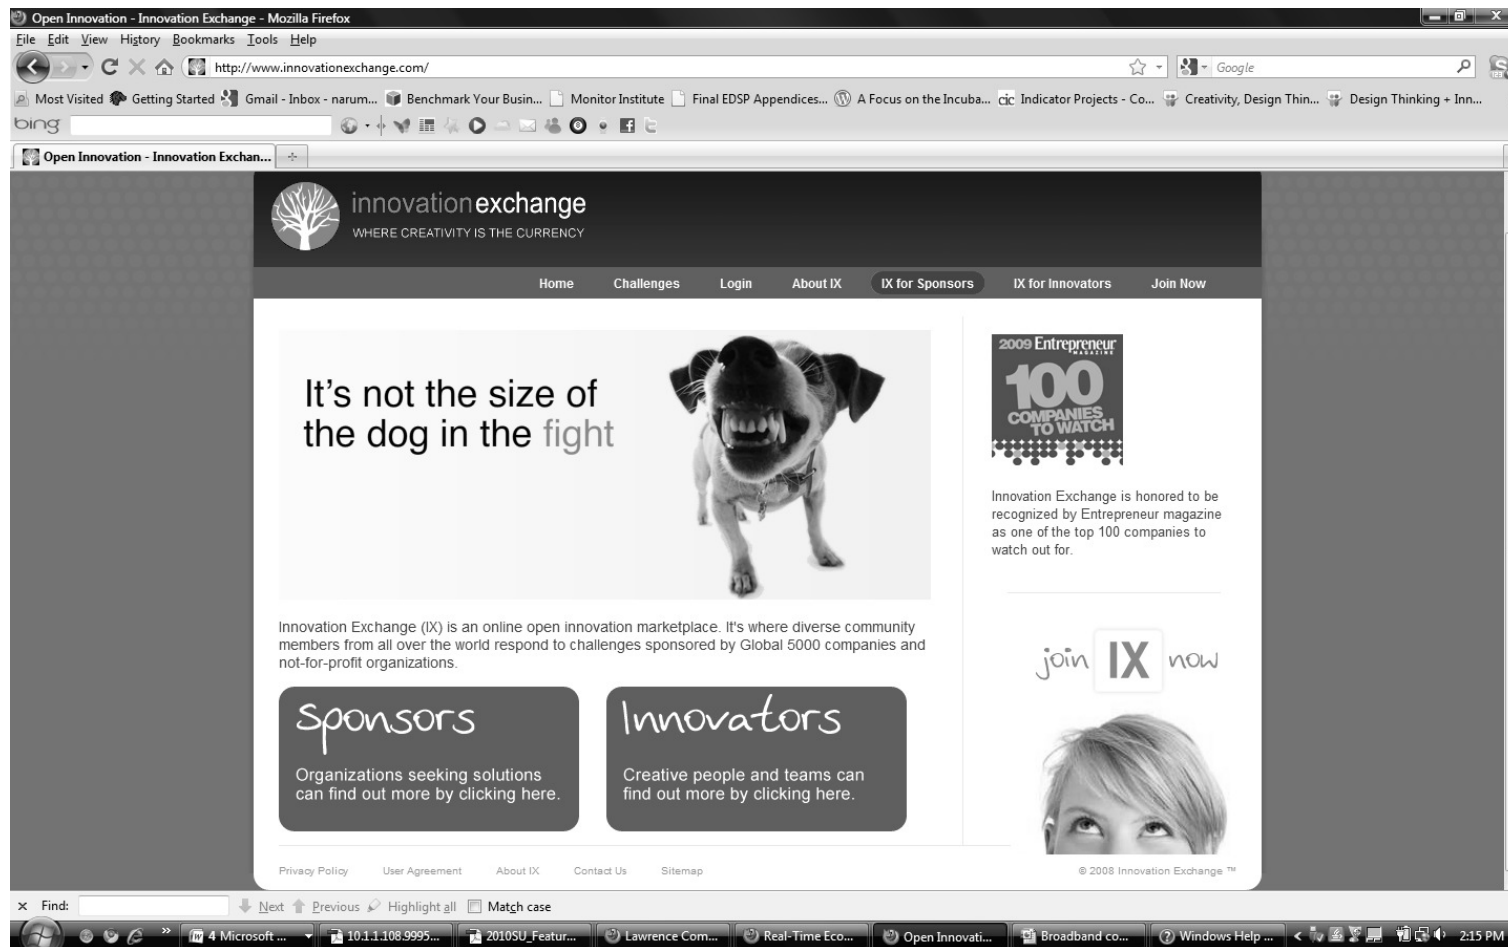 Open Innovation - Innovation Exchange - Mozilla Firefox
File Edit View History Bookmarks Tools Help
http://www.innovationexchange.com/
Google
Most Visited Getting Started Gmail - Inbox - narum... Benchmark Your Busin... Monitor Institute Final EDSP Appendices... A Focus on the Incuba... cic Indicator Projects - Co... Creativity, Design Thin... Design Thinking + Inn...
bing
Open Innovation - Innovation Exchan...
innovationexchange
WHERE CREATIVITY IS THE CURRENCY
Home Challenges Login About IX IX for Sponsors IX for Innovators Join Now
It's not the size of
the dog in the fight
2009 Entrepreneur
MAGAZINE
100
COMPANIES
TO WATCH
Innovation Exchange is honored to be
recognized by Entrepreneur magazine
as one of the top 100 companies to
watch out for.
Innovation Exchange (IX) is an online open innovation marketplace. It's where diverse community
members from all over the world respond to challenges sponsored by Global 5000 companies and
not-for-profit organizations.
join IX now
Sponsors
Organizations seeking solutions
can find out more by clicking here.
Innovators
Creative people and teams can
find out more by clicking here.
Privacy Policy User Agreement About IX Contact Us Sitemap
© 2008 Innovation Exchange ™
x Find: Next Previous Highlight all Match case
4 Microsoft ... 10.1.1.108.9995... 2010SU_Featur... Lawrence Com... Real-Time Eco... Open Innovati... Broadband co... Windows Help ... 2:15 PM